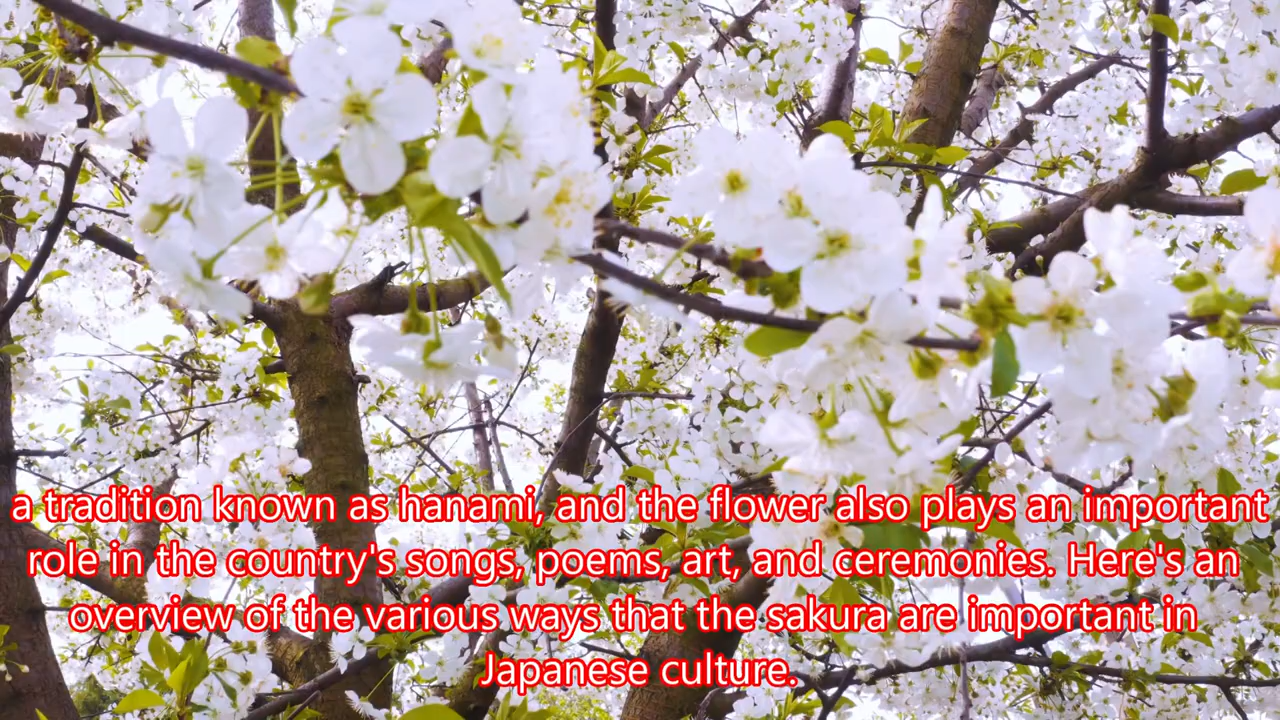 a tradition known as hanami, and the flower also plays an important
role in the country's songs, poems, art, and ceremonies. Here's an
overview of the various ways that the sakura are important in
Japanese culture.